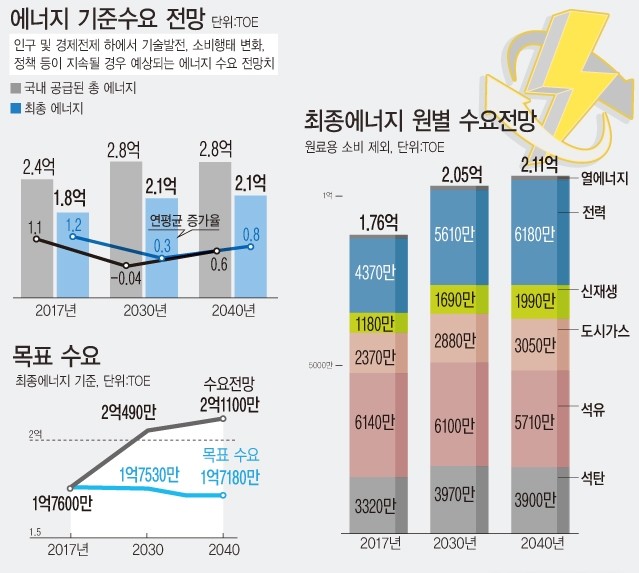 에너지 기준수요 전망 단위:TOE
인구 및 경제전제 하에서 기술발전, 소비행태 변화,
정책 등이 지속될 경우 예상되는 에너지 수요 전망치
국내 공급된 총 에너지
최종 에너지
2.4억
1.8억
2.8억
2.1억
2.8억
2.1억
연평균 증가율
1.1
1.2
-0.04
0.3
0.6
0.8
2017년
2030년
2040년
목표 수요
최종에너지 기준, 단위:TOE
수요전망
2억490만
2억1100만
2억
목표 수요
1억7530만
1억7180만
1억7600만
1.5
2017년
2030
2040
최종에너지 원별 수요전망
원료용 소비 제외, 단위:TOE
1억
5000만
1.76억
2.05억
2.11억
열에너지
4370만
5610만
6180만
전력
1180만
1690만
1990만
신재생
2370만
2880만
3050만
도시가스
6140만
6100만
5710만
석유
3320만
3970만
3900만
석탄
2017년
2030년
2040년